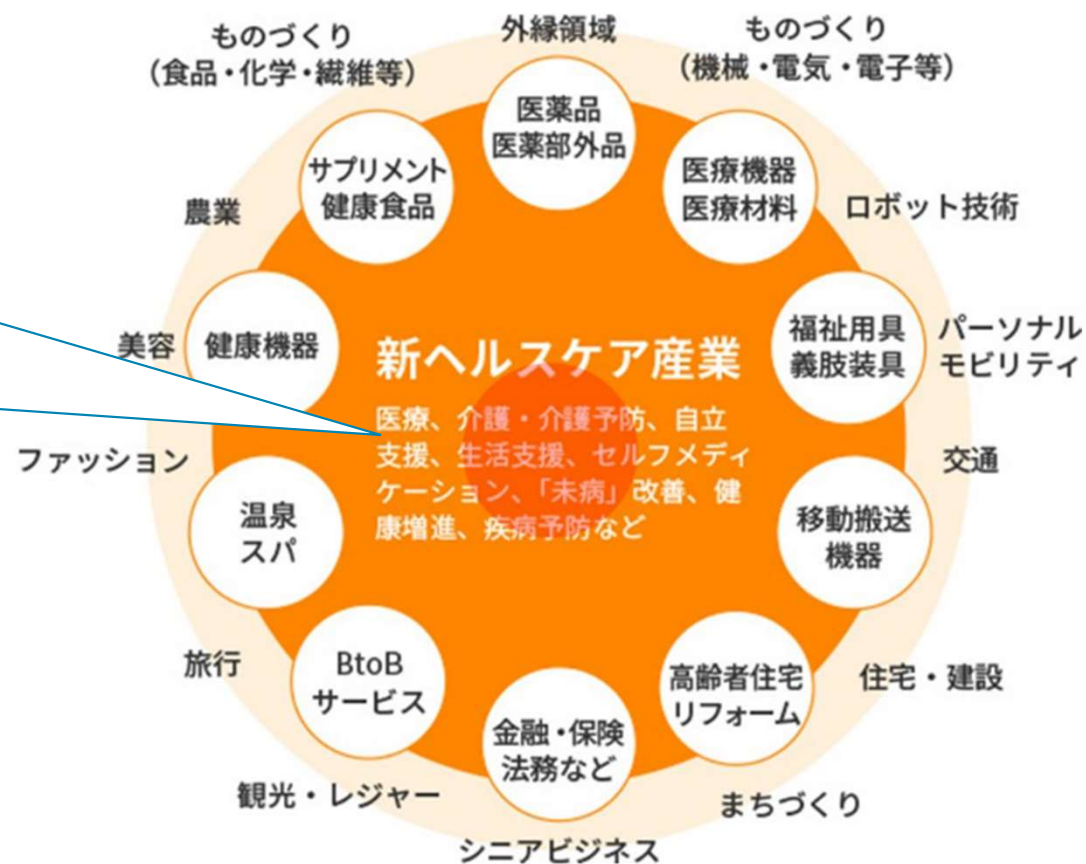 ものづくり
（食品・化学・繊維等）
外縁領域
ものづくり
（機械・電気・電子等）
医薬品
医薬部外品
サプリメント
健康食品
医療機器
医療材料
農業
ロボット技術
美容
健康機器
福祉用具
義肢装具
パーソナル
モビリティ
新ヘルスケア産業
医療、介護・介護予防、自立
支援、生活支援、セルフメディ
ケーション、「未病」改善、健
康増進、疾病予防など
ファッション
交通
温泉
スパ
移動搬送
機器
旅行
BtoB
サービス
高齢者住宅
リフォーム
住宅・建設
金融・保険
法務など
観光・レジャー
まちづくり
シニアビジネス